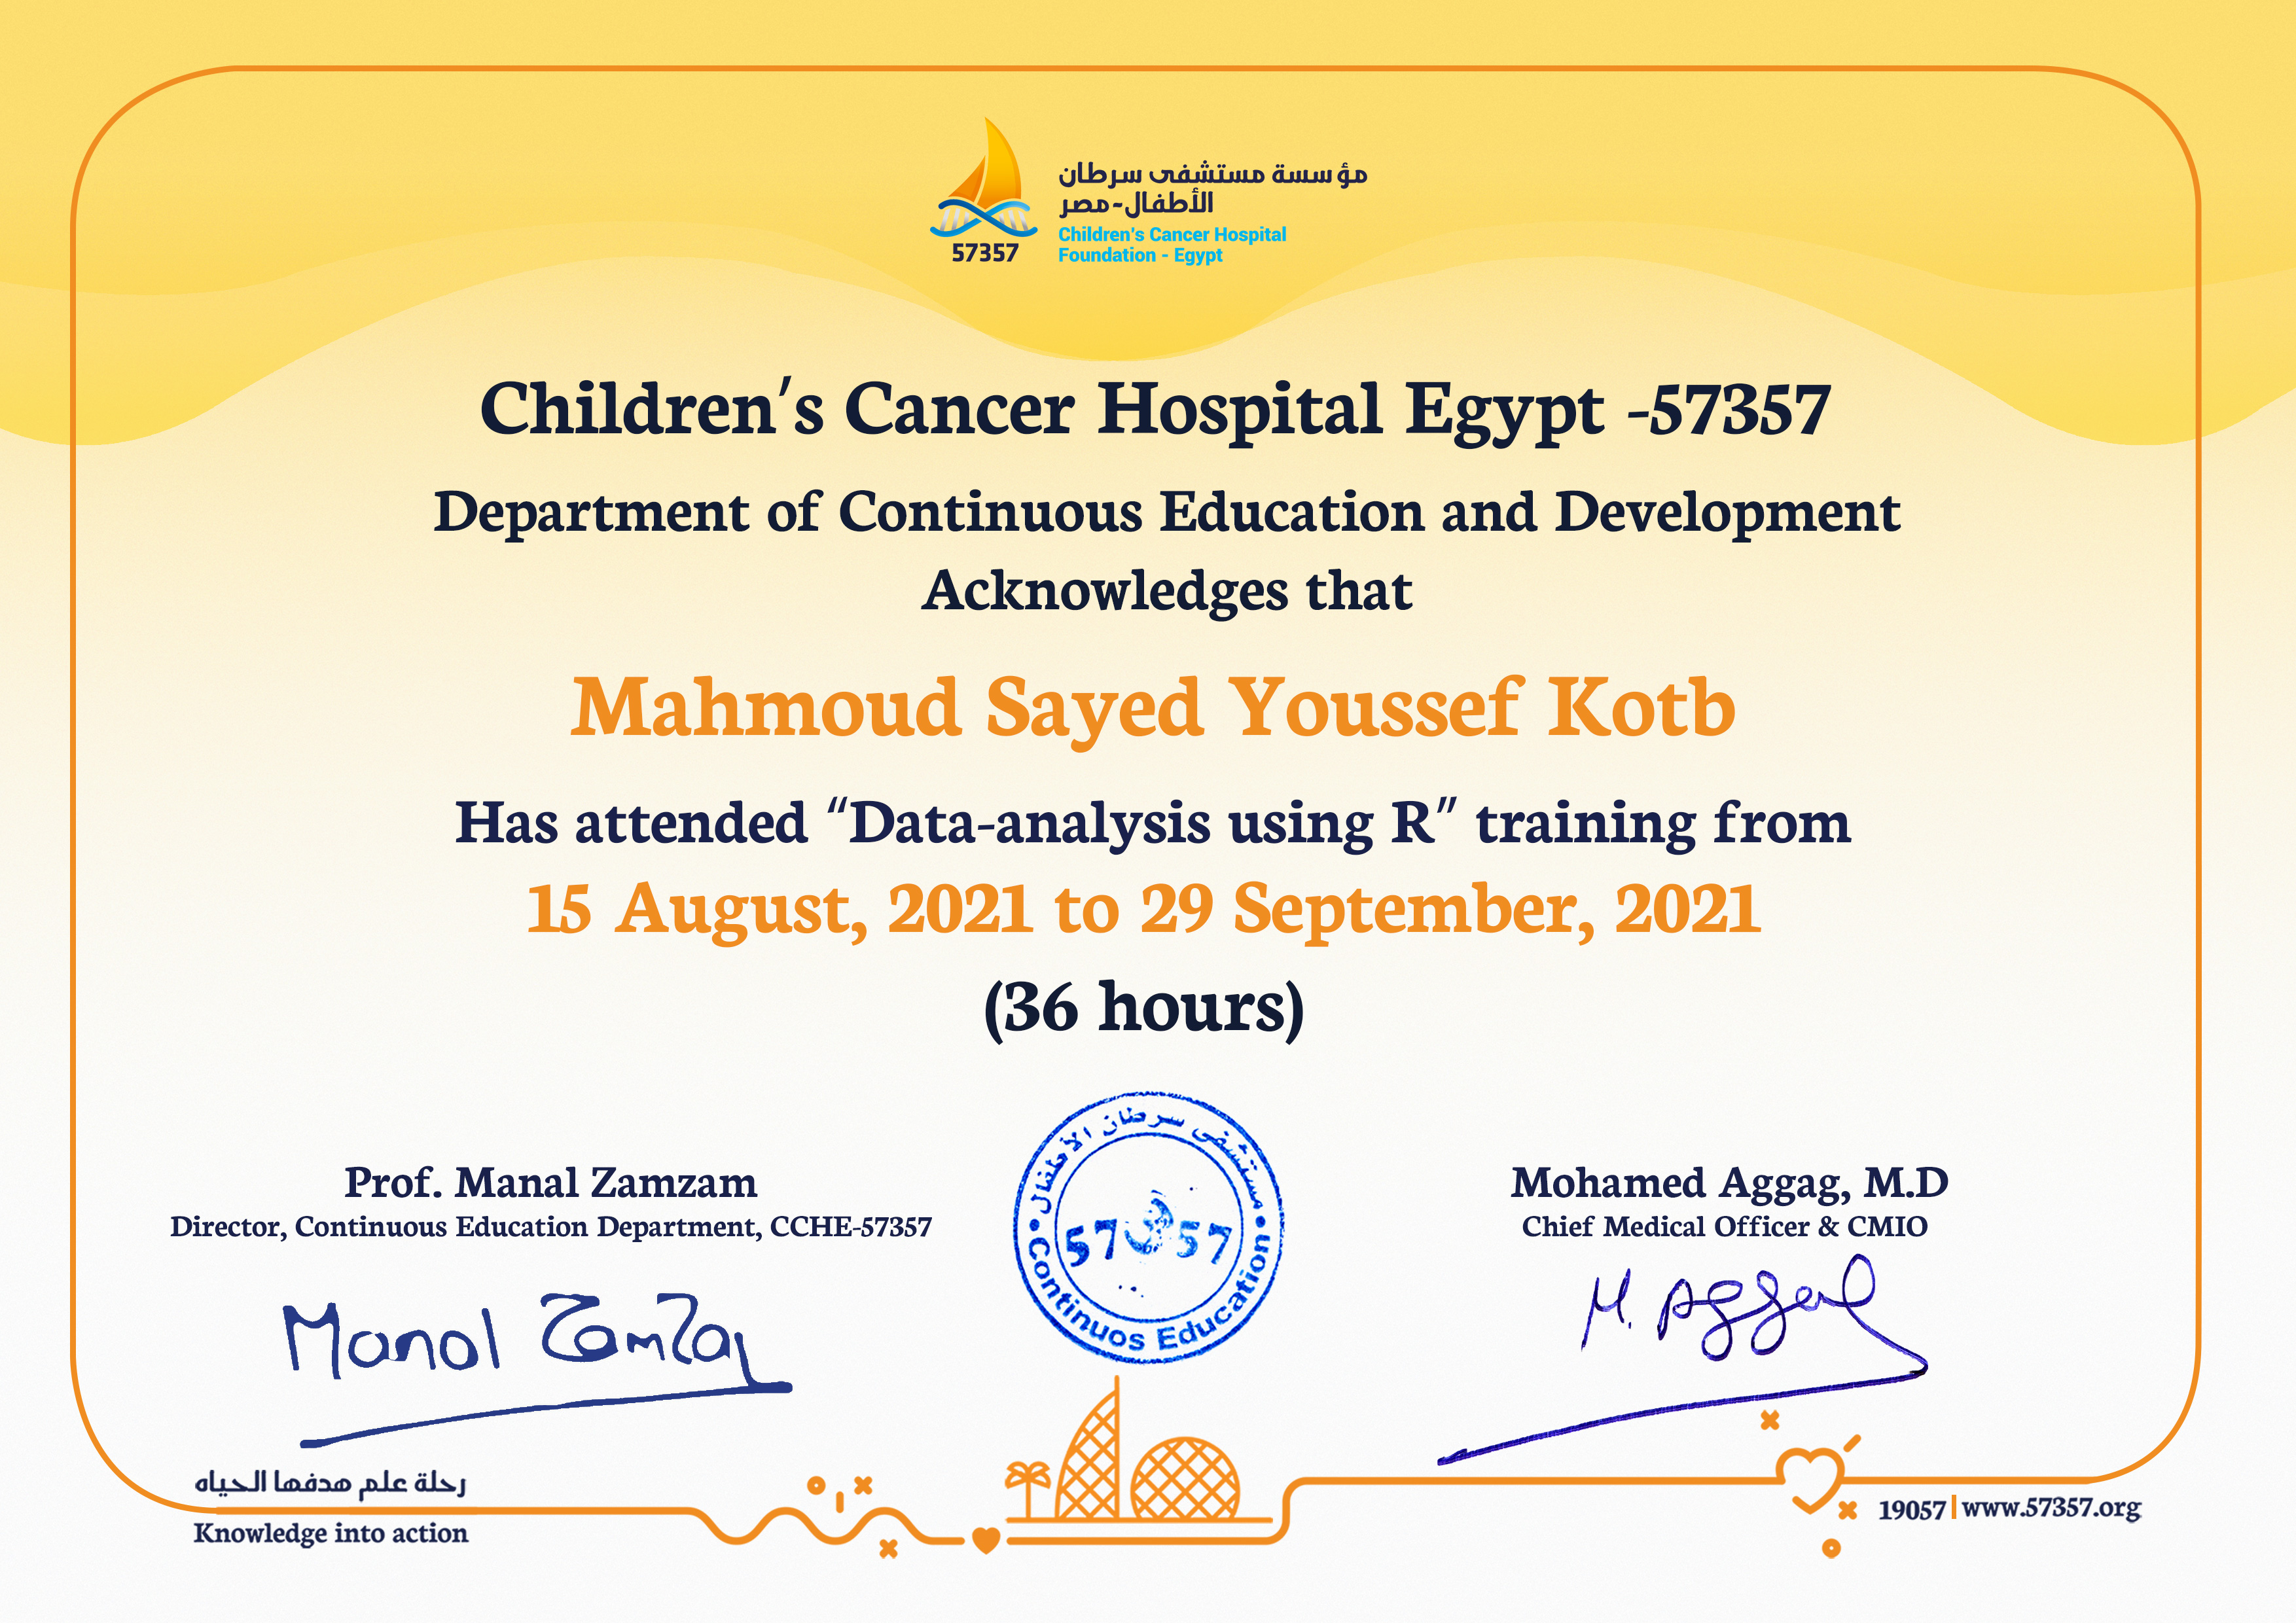 مؤسسة مستشفى سرطان
الأطفال-مصر
57357
Children's Cancer Hospital
Foundation - Egypt
Children's Cancer Hospital Egypt -57357
Department of Continuous Education and Development
Acknowledges that
Mahmoud Sayed Youssef Kotb
Has attended “Data-analysis using R” training from
15 August, 2021 to 29 September, 2021
(36 hours)
Prof. Manal Zamzam
Director, Continuous Education Department, CCHE-57357
Manal Zamzam
مستشفى سرطان الأطفال
57 57
Continuos Education
Mohamed Aggag, M.D
Chief Medical Officer & CMIO
M. Aggag
رحلة علم هدفها الحياه
Knowledge into action
19057 | www.57357.org